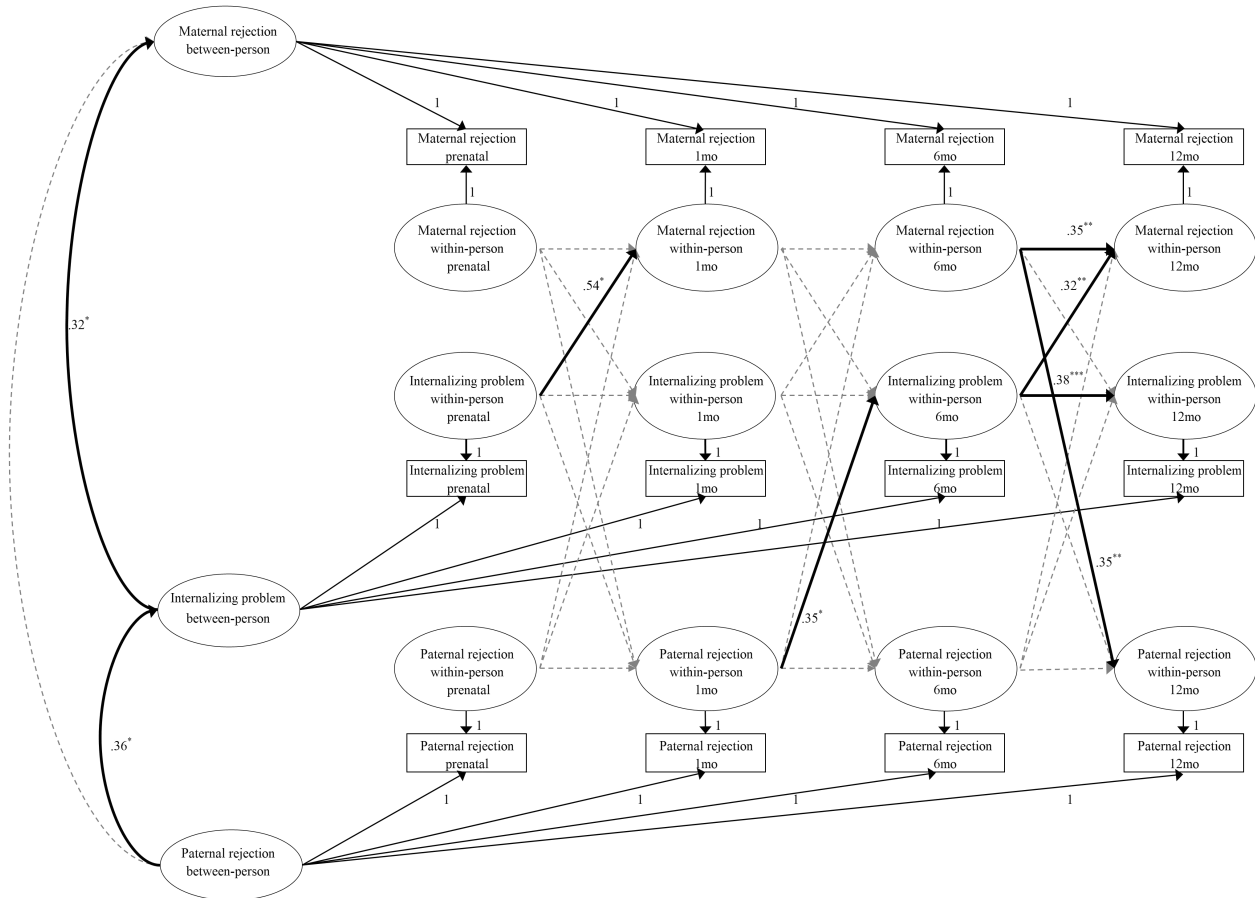 Maternal rejection
between-person
1
1
1
1
Maternal rejection
prenatal
Maternal rejection
1mo
Maternal rejection
6mo
Maternal rejection
12mo
1
1
1
1
Maternal rejection
within-person
prenatal
Maternal rejection
within-person
1mo
Maternal rejection
within-person
6mo
Maternal rejection
within-person
12mo
.35**
.54*
.32**
.32*
Internalizing problem
within-person
prenatal
Internalizing problem
within-person
1mo
Internalizing problem
within-person
6mo
Internalizing problem
within-person
12mo
.38***
1
1
1
1
Internalizing problem
prenatal
Internalizing problem
1mo
Internalizing problem
6mo
Internalizing problem
12mo
1
1
1
1
Internalizing problem
between-person
.35**
.35*
Paternal rejection
within-person
prenatal
Paternal rejection
within-person
1mo
Paternal rejection
within-person
6mo
Paternal rejection
within-person
12mo
.36*
1
1
1
1
Paternal rejection
prenatal
Paternal rejection
1mo
Paternal rejection
6mo
Paternal rejection
12mo
1
1
1
1
Paternal rejection
between-person